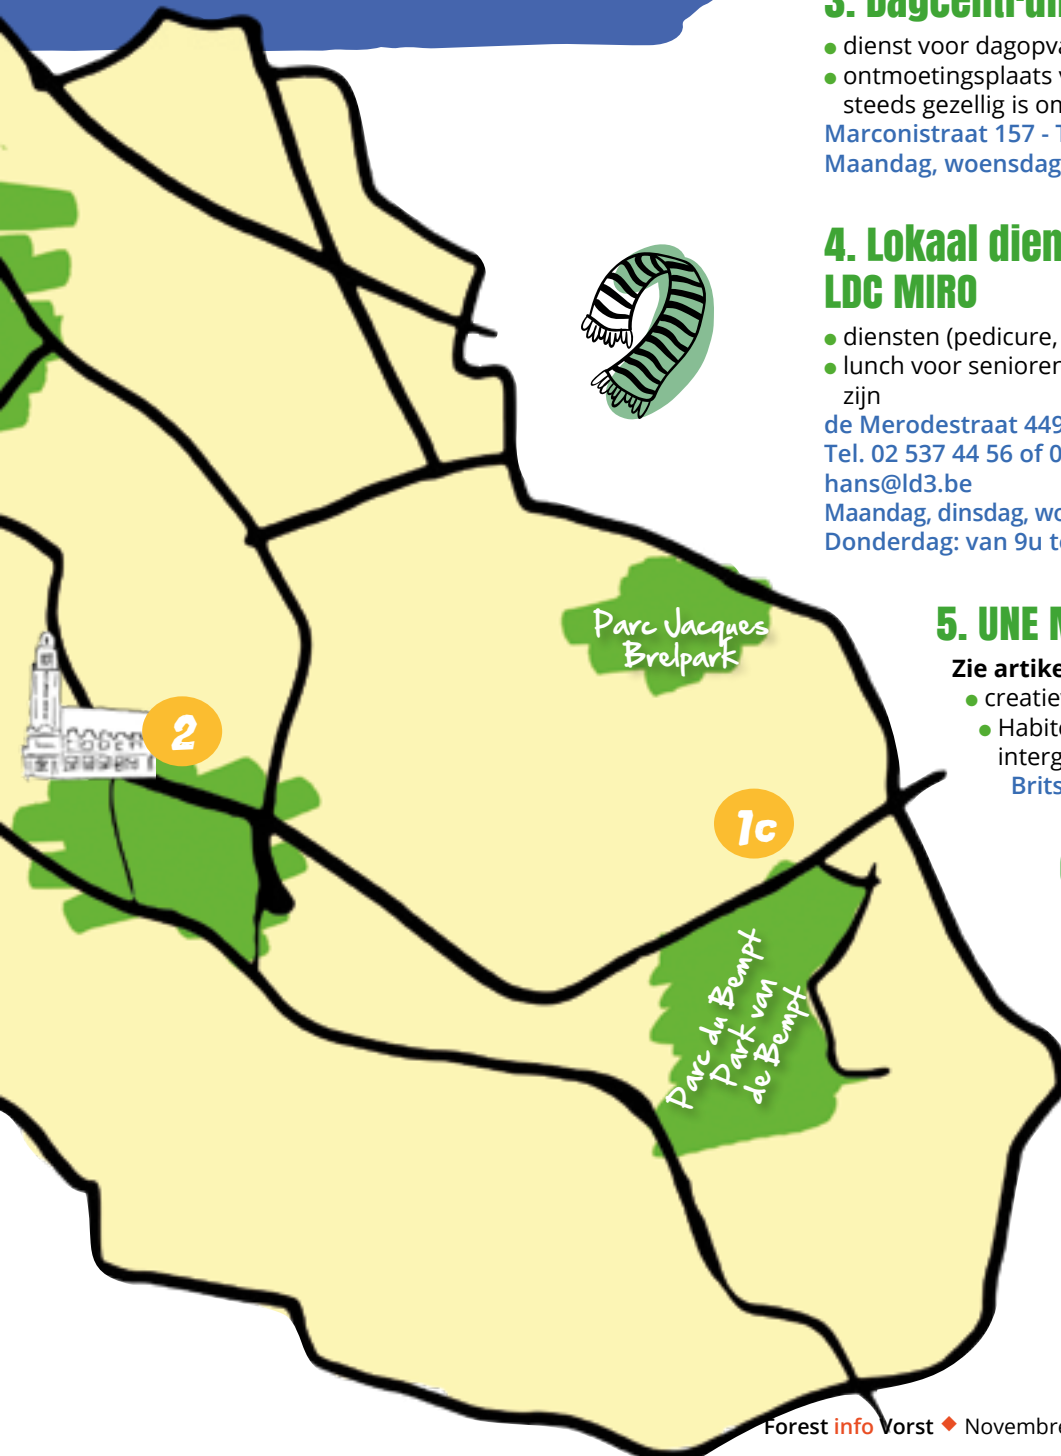 3. Dagcentrum
● dienst voor dagopva
● ontmoetingsplaats v
steeds gezellig is om
Marconistraat 157 - T
Maandag, woensdag
4. Lokaal dien
LDC MIRO
● diensten (pedicure,
● lunch voor senioren
zijn
de Merodestraat 449
Tel. 02 537 44 56 of 0
hans@ld3.be
Maandag, dinsdag, wo
Donderdag: van 9u to
5. UNE M
Zie artike
● creatie
● Habit
interg
Brits
Parc Jacques
Brelpark
2
1c
Parc du Bempt
Park van
de Bempt
Forest info Vorst ◆ Novembre